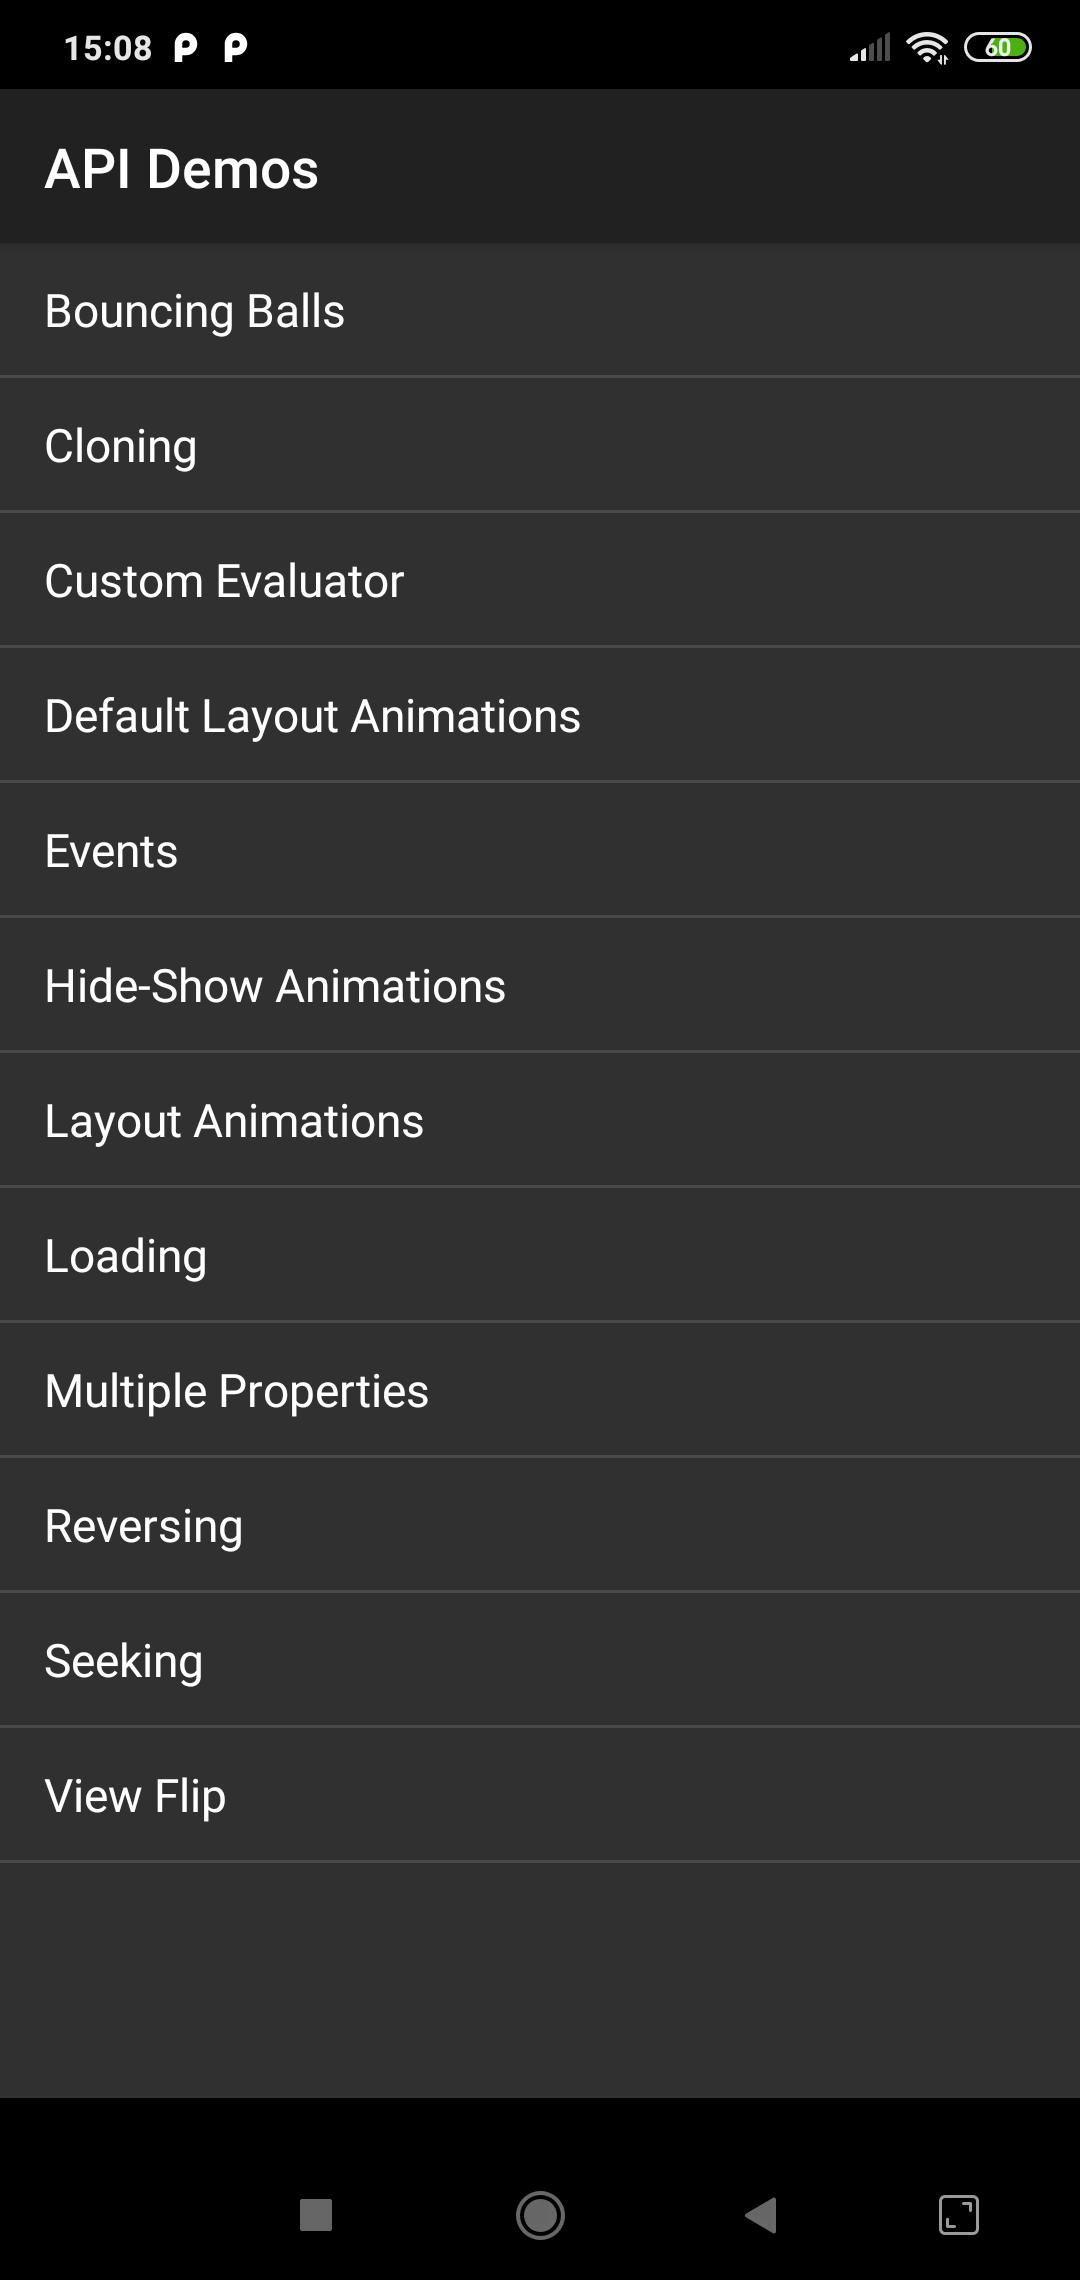 15:08
60
API Demos
Bouncing Balls
Cloning
Custom Evaluator
Default Layout Animations
Events
Hide-Show Animations
Layout Animations
Loading
Multiple Properties
Reversing
Seeking
View Flip